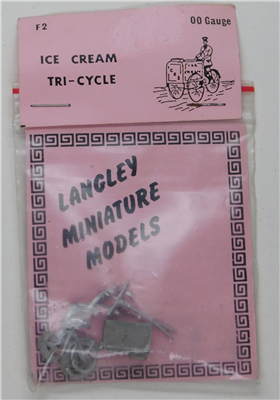 F2
00 Gauge
ICE CREAM
TRI-CYCLE
LANGLEY
MINIATURE
MODELS